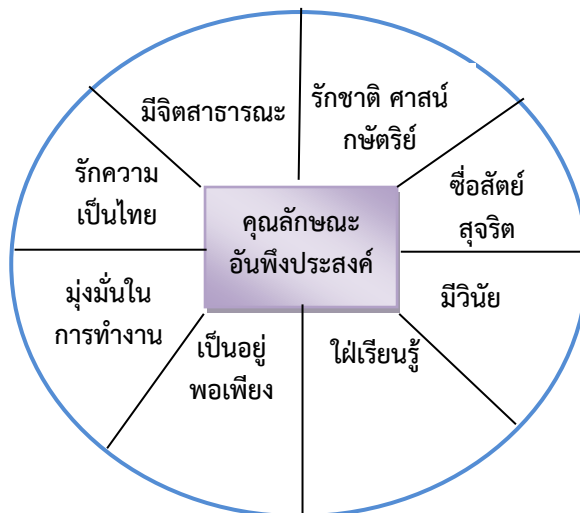 คุณลักษณะ
อันพึงประสงค์
รักชาติ ศาสน์
กษัตริย์
ซื่อสัตย์
สุจริต
มีวินัย
ใฝ่เรียนรู้
เป็นอยู่
พอเพียง
มุ่งมั่นใน
การทำงาน
รักความ
เป็นไทย
มีจิตสาธารณะ